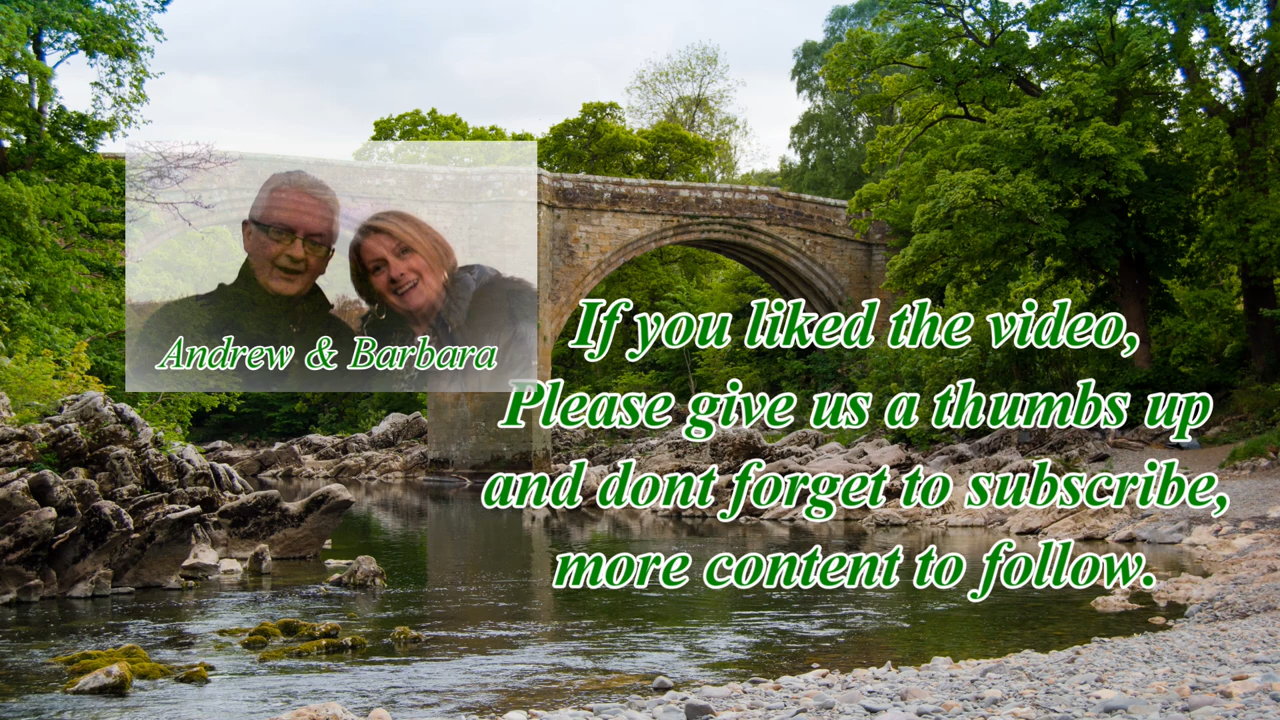 Andrew & Barbara
If you liked the video,
Please give us a thumbs up
and dont forget to subscribe,
more content to follow.